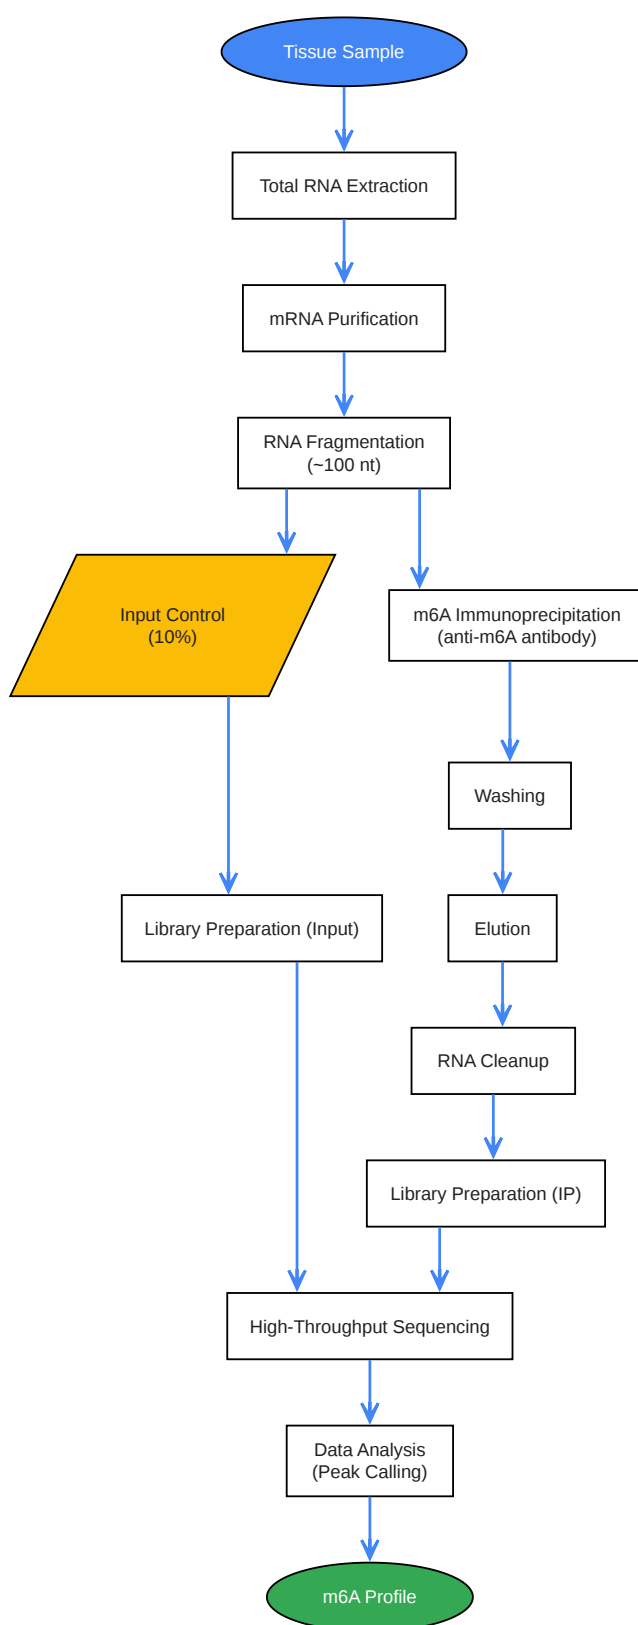 Tissue Sample
Total RNA Extraction
mRNA Purification
RNA Fragmentation
(~100 nt)
Input Control
(10%)
m6A Immunoprecipitation
(anti-m6A antibody)
Washing
Library Preparation (Input)
Elution
RNA Cleanup
Library Preparation (IP)
High-Throughput Sequencing
Data Analysis
(Peak Calling)
m6A Profile